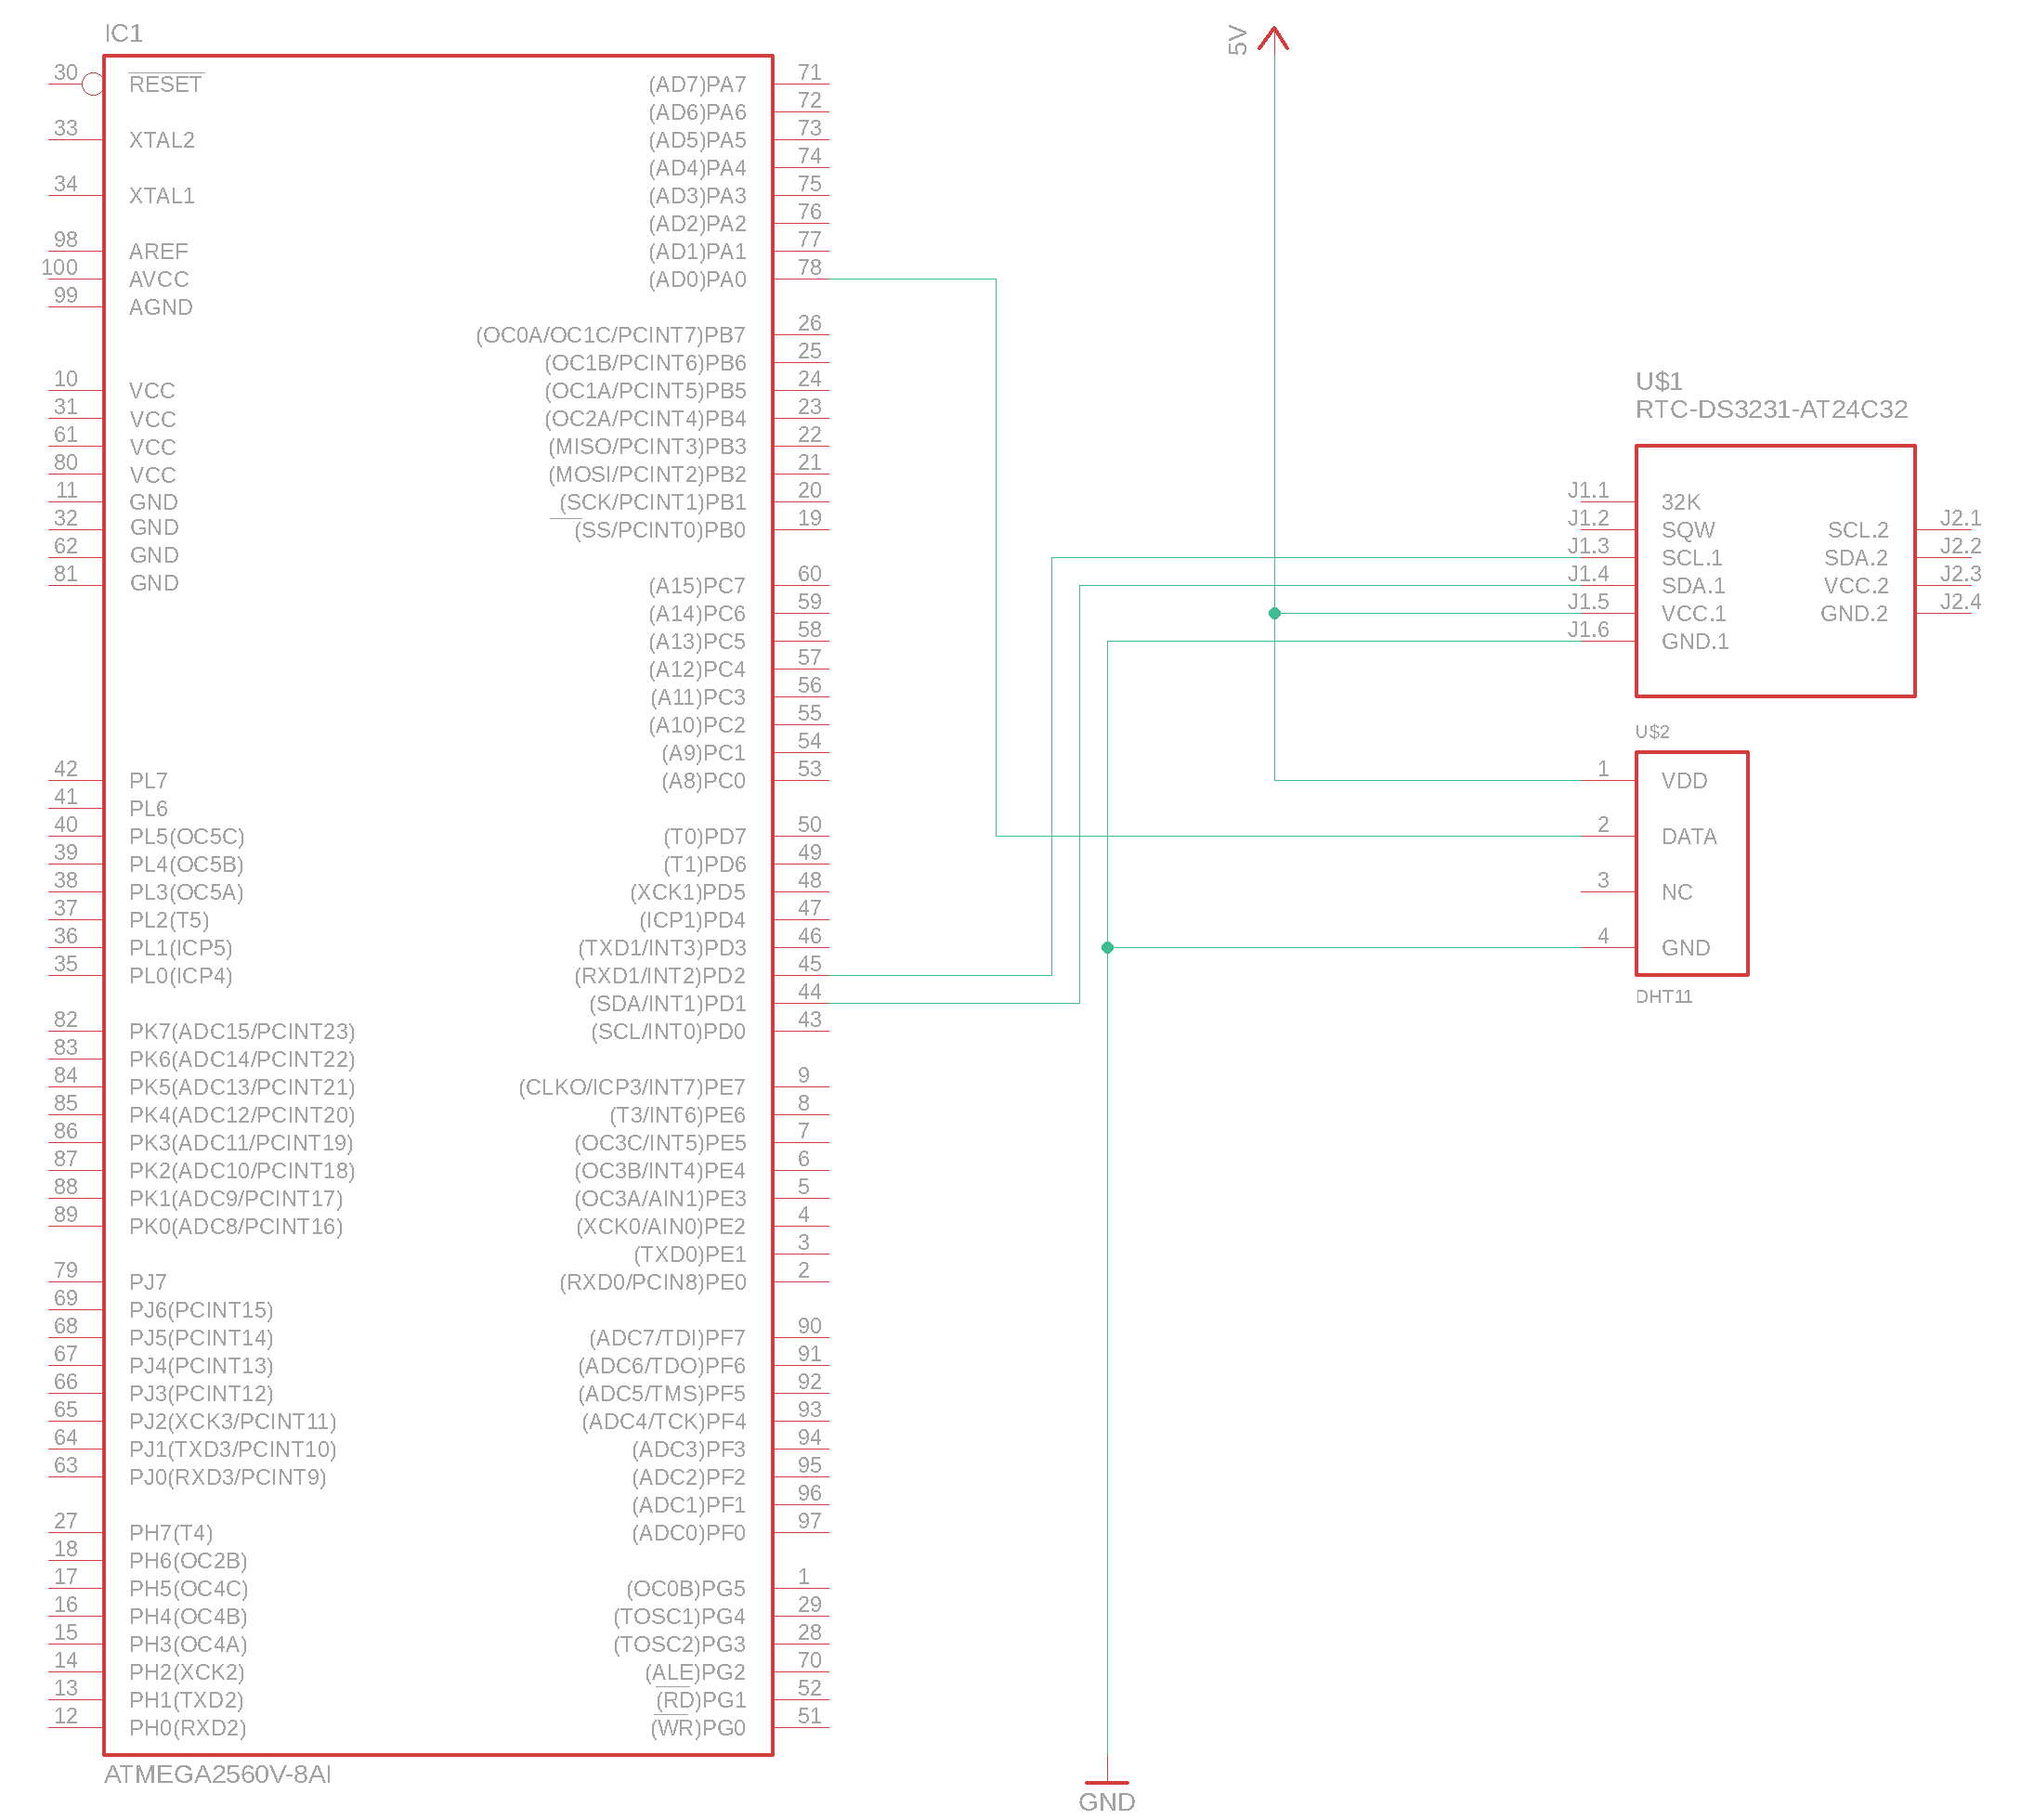 IC1
30 RESET
33 XTAL2
34 XTAL1
98 AREF
100 AVCC
99 AGND
10 VCC
31 VCC
61 VCC
80 VCC
11 GND
32 GND
62 GND
81 GND
42 PL7
41 PL6
40 PL5(OC5C)
39 PL4(OC5B)
38 PL3(OC5A)
37 PL2(T5)
36 PL1(ICP5)
35 PL0(ICP4)
82 PK7(ADC15/PCINT23)
83 PK6(ADC14/PCINT22)
84 PK5(ADC13/PCINT21)
85 PK4(ADC12/PCINT20)
86 PK3(ADC11/PCINT19)
87 PK2(ADC10/PCINT18)
88 PK1(ADC9/PCINT17)
89 PK0(ADC8/PCINT16)
79 PJ7
69 PJ6(PCINT15)
68 PJ5(PCINT14)
67 PJ4(PCINT13)
66 PJ3(PCINT12)
65 PJ2(XCK3/PCINT11)
64 PJ1(TXD3/PCINT10)
63 PJ0(RXD3/PCINT9)
27 PH7(T4)
18 PH6(OC2B)
17 PH5(OC4C)
16 PH4(OC4B)
15 PH3(OC4A)
14 PH2(XCK2)
13 PH1(TXD2)
12 PH0(RXD2)
(AD7)PA7 71
(AD6)PA6 72
(AD5)PA5 73
(AD4)PA4 74
(AD3)PA3 75
(AD2)PA2 76
(AD1)PA1 77
(AD0)PA0 78
(OC0A/OC1C/PCINT7)PB7 26
(OC1B/PCINT6)PB6 25
(OC1A/PCINT5)PB5 24
(OC2A/PCINT4)PB4 23
(MISO/PCINT3)PB3 22
(MOSI/PCINT2)PB2 21
(SCK/PCINT1)PB1 20
(SS/PCINT0)PB0 19
(A15)PC7 60
(A14)PC6 59
(A13)PC5 58
(A12)PC4 57
(A11)PC3 56
(A10)PC2 55
(A9)PC1 54
(A8)PC0 53
(T0)PD7 50
(T1)PD6 49
(XCK1)PD5 48
(ICP1)PD4 47
(TXD1/INT3)PD3 46
(RXD1/INT2)PD2 45
(SDA/INT1)PD1 44
(SCL/INT0)PD0 43
(CLKO/ICP3/INT7)PE7 9
(T3/INT6)PE6 8
(OC3C/INT5)PE5 7
(OC3B/INT4)PE4 6
(OC3A/AIN1)PE3 5
(XCK0/AIN0)PE2 4
(TXD0)PE1 3
(RXD0/PCIN8)PE0 2
(ADC7/TDI)PF7 90
(ADC6/TDO)PF6 91
(ADC5/TMS)PF5 92
(ADC4/TCK)PF4 93
(ADC3)PF3 94
(ADC2)PF2 95
(ADC1)PF1 96
(ADC0)PF0 97
(OC0B)PG5 1
(TOSC1)PG4 29
(TOSC2)PG3 28
(ALE)PG2 70
(RD)PG1 52
(WR)PG0 51
ATMEGA2560V-8AI
5V
U$1
RTC-DS3231-AT24C32
J1.1 32K
J1.2 SQW SCL.2 J2.1
J1.3 SCL.1 SDA.2 J2.2
J1.4 SDA.1 VCC.2 J2.3
J1.5 VCC.1 GND.2 J2.4
J1.6 GND.1
U$2
1 VDD
2 DATA
3 NC
4 GND
DHT11
GND